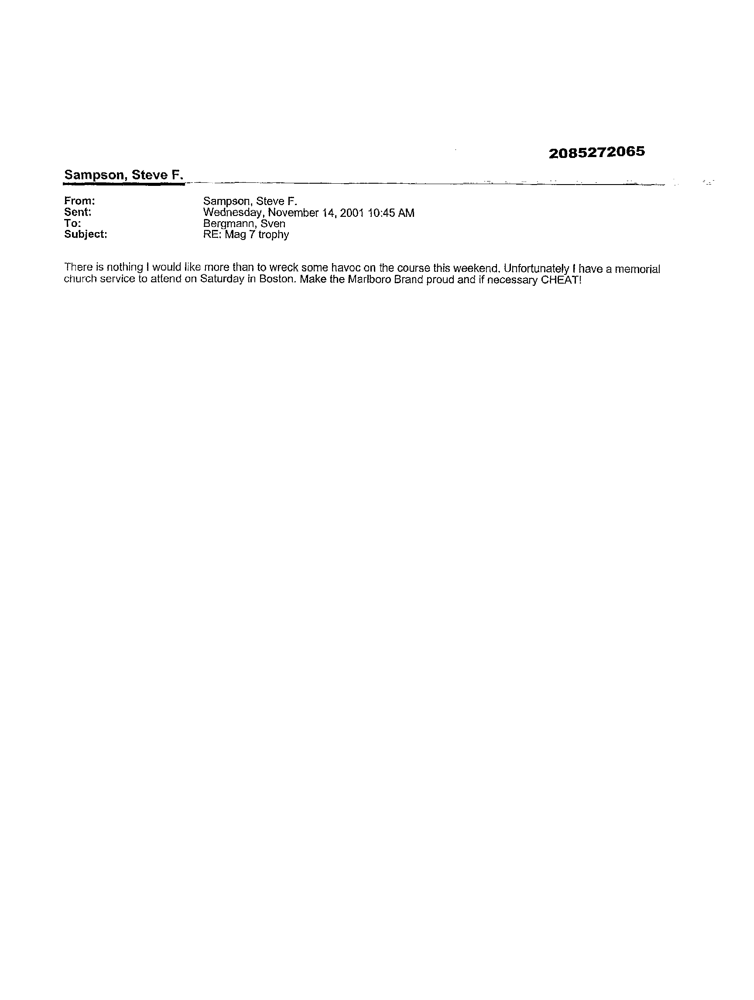 2085272065
Sampson, Steve F.
From: Sampson, Steve F.
Sent: Wednesday, November 14, 2001 10:45 AM
To: Bergmann, Sven
Subject: RE: Mag 7 trophy
There is nothing I would like more than to wreck some havoc on the course this weekend. Unfortunately I have a memorial
church service to attend on Saturday in Boston. Make the Marlboro Brand proud and if necessary CHEAT!